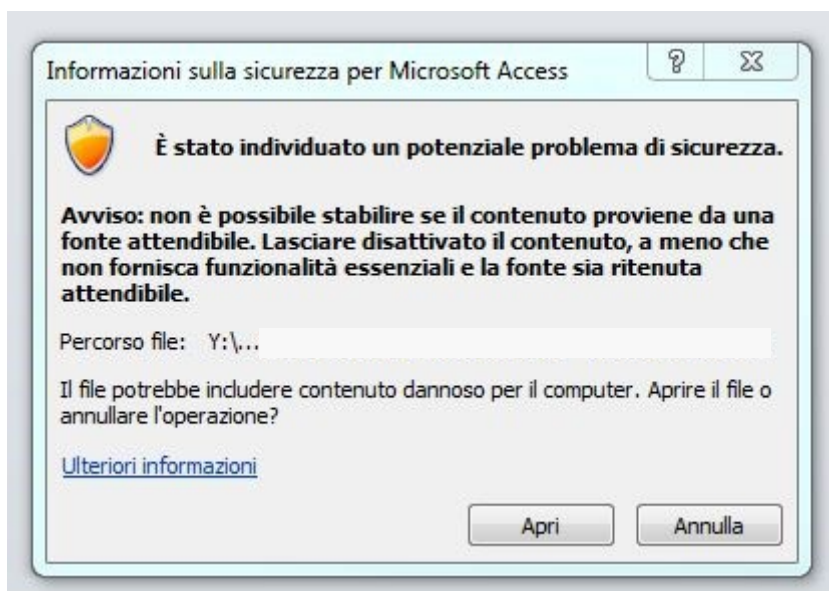 Informazioni sulla sicurezza per Microsoft Access
È stato individuato un potenziale problema di sicurezza.
Avviso: non è possibile stabilire se il contenuto proviene da una
fonte attendibile. Lasciare disattivato il contenuto, a meno che
non fornisca funzionalità essenziali e la fonte sia ritenuta
attendibile.
Percorso file: Y:\...
Il file potrebbe includere contenuto dannoso per il computer. Aprire il file o
annullare l'operazione?
Ulteriori informazioni
Apri Annulla